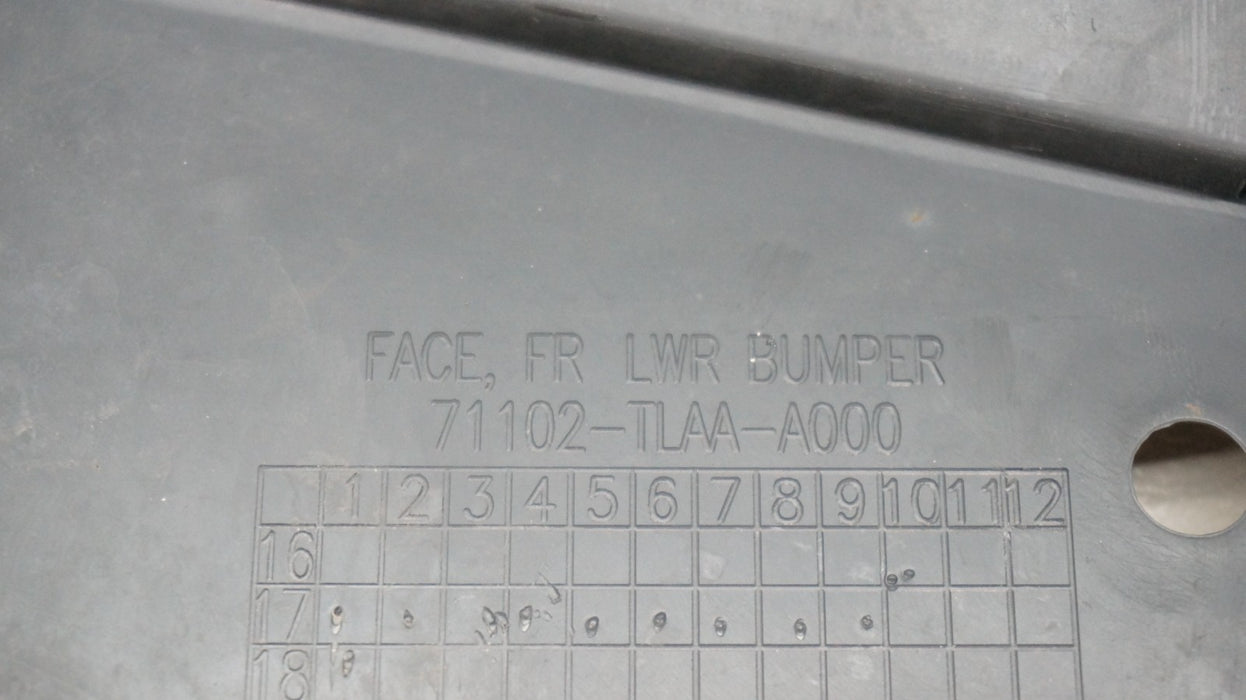 FACE, FR LWR BUMPER
71102-TLAA-A000
1 2 3 4 5 6 7 8 9 10 11 12
16
17
18